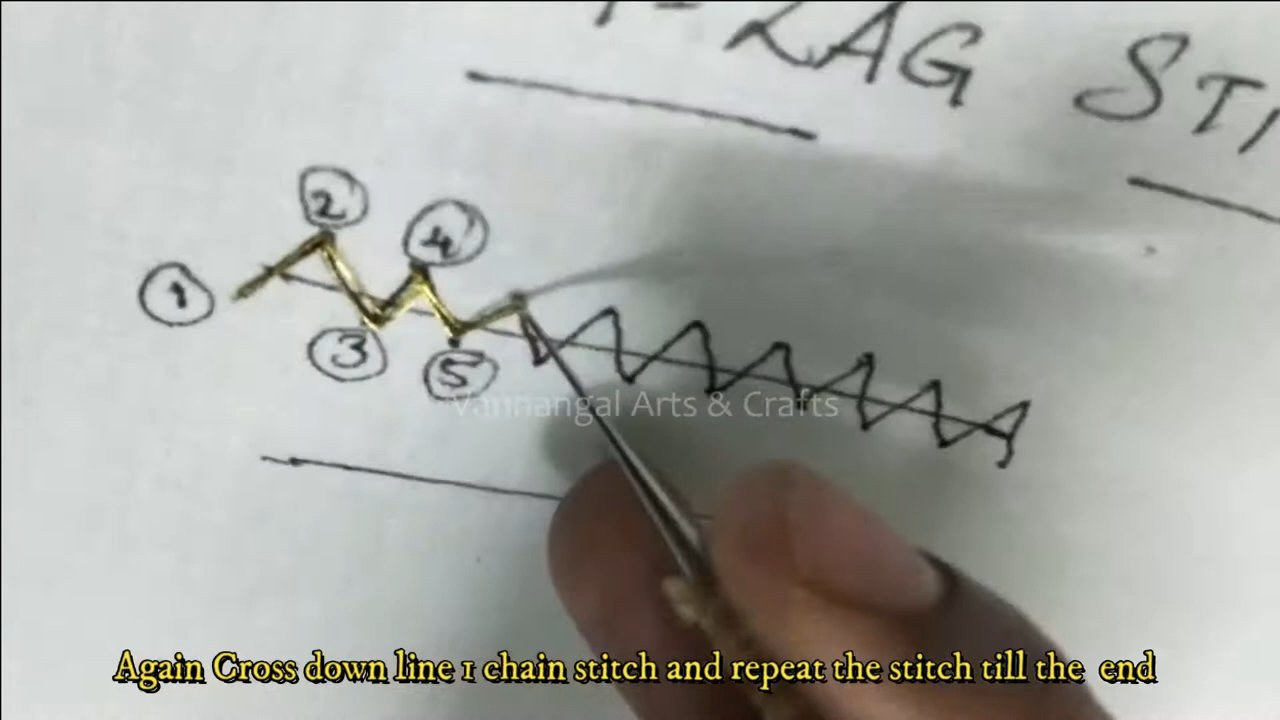 ZAG
2
4
1
3
5
Vannangal Arts & Crafts
Again Cross down line 1 chain stitch and repeat the stitch till the end